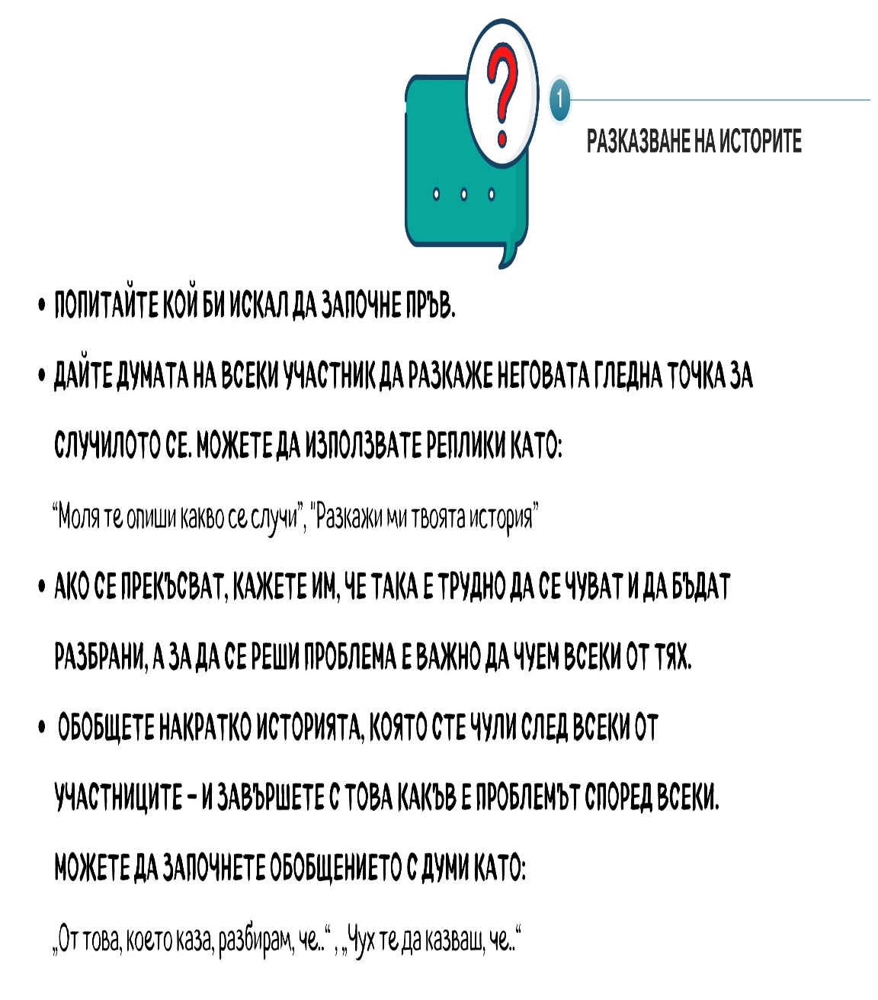 1
РАЗКАЗВАНЕ НА ИСТОРИТЕ
• ПОПИТАЙТЕ КОЙ БИ ИСКАЛ ДА ЗАПОЧНЕ ПРЪВ.
• ДАЙТЕ ДУМАТА НА ВСЕКИ УЧАСТНИК ДА РАЗКАЖЕ НЕГОВАТА ГЛЕДНА ТОЧКА ЗА
СЛУЧИЛОТО СЕ. МОЖЕТЕ ДА ИЗПОЛЗВАТЕ РЕПЛИКИ КАТО:
“Моля те опиши какво се случи”, "Разкажи ми твоята история”
• АКО СЕ ПРЕКЪСВАТ, КАЖЕТЕ ИМ, ЧЕ ТАКА Е ТРУДНО ДА СЕ ЧУВАТ И ДА БЪДАТ
РАЗБРАНИ, А ЗА ДА СЕ РЕШИ ПРОБЛЕМА Е ВАЖНО ДА ЧУЕМ ВСЕКИ ОТ ТЯХ.
• ОБОБЩЕТЕ НАКРАТКО ИСТОРИЯТА, КОЯТО СТЕ ЧУЛИ СЛЕД ВСЕКИ ОТ
УЧАСТНИЦИТЕ – И ЗАВЪРШЕТЕ С ТОВА КАКЪВ Е ПРОБЛЕМЪТ СПОРЕД ВСЕКИ.
МОЖЕТЕ ДА ЗАПОЧНЕТЕ ОБОБЩЕНИЕТО С ДУМИ КАТО:
„От това, което каза, разбирам, че..“ , „Чух те да казваш, че..“